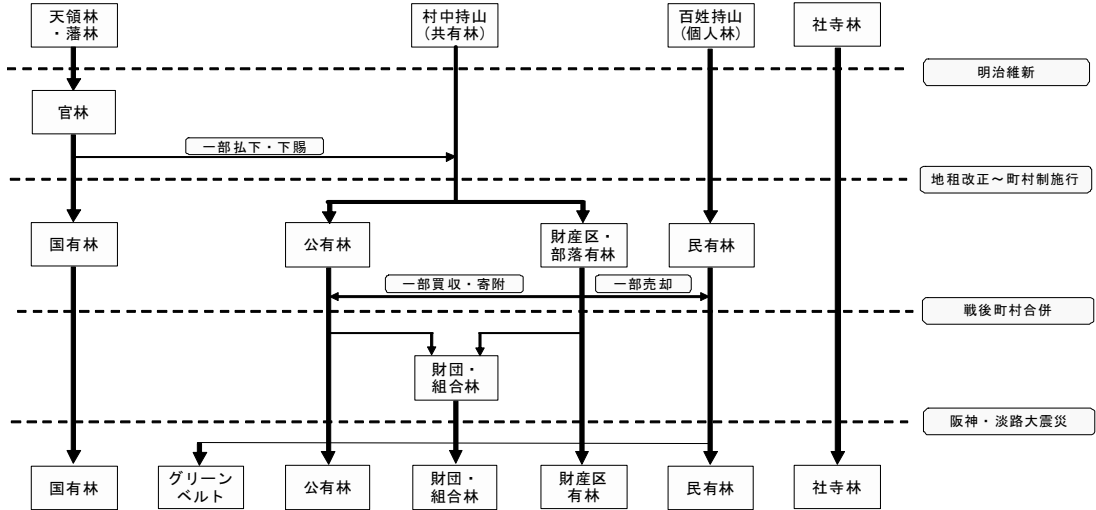 天領林
・藩林
村中持山
(共有林)
百姓持山
(個人林)
社寺林
明治維新
官林
一部払下・下賜
地租改正～町村制施行
国有林
公有林
財産区・
部落有林
民有林
一部買収・寄附
一部売却
戦後町村合併
財団・
組合林
阪神・淡路大震災
国有林
グリーン
ベルト
公有林
財団・
組合林
財産区
有林
民有林
社寺林